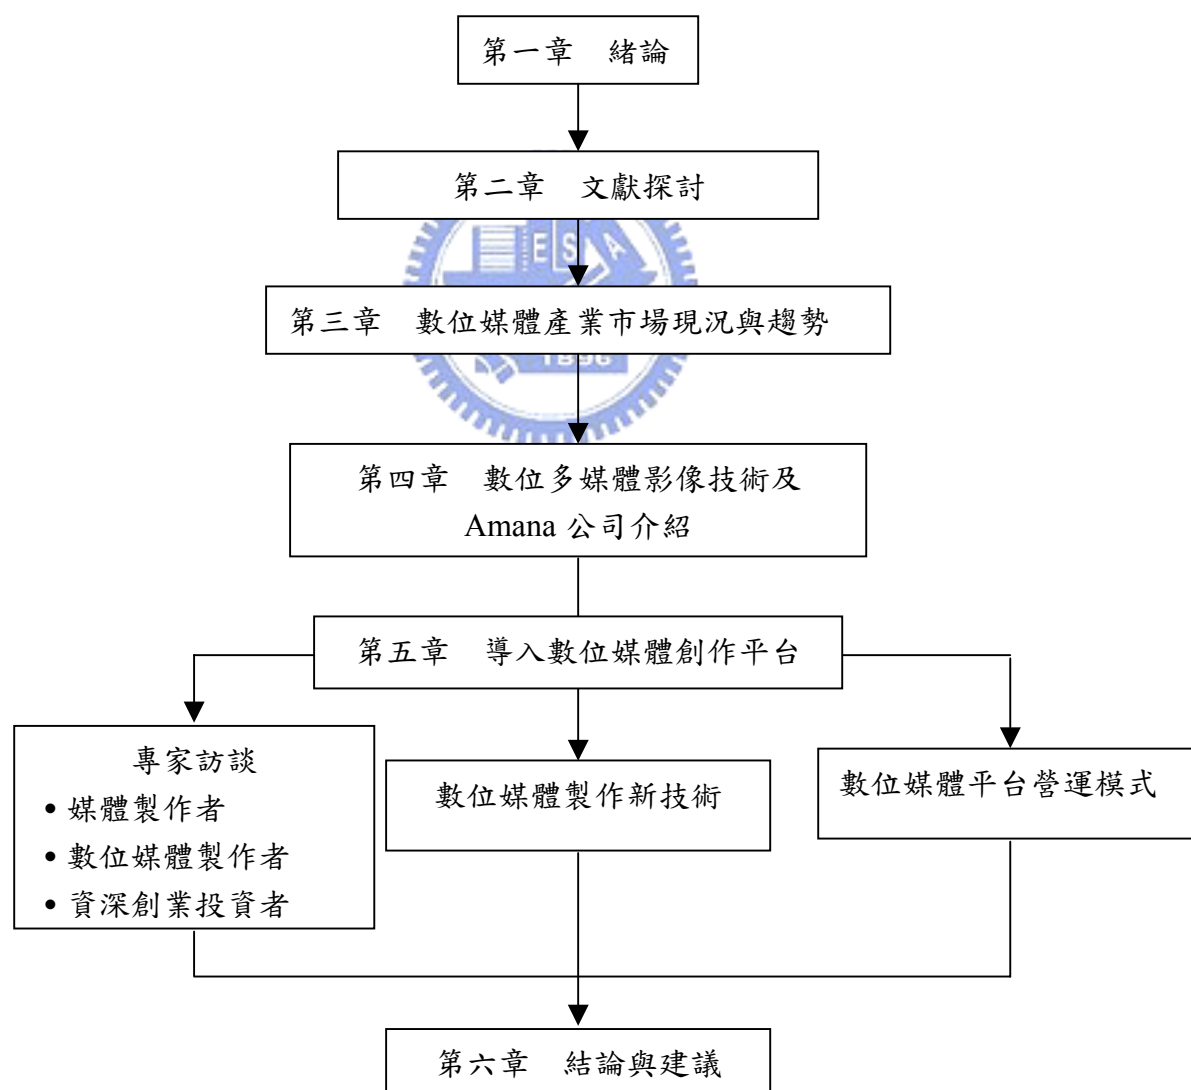 第一章 緒論
第二章 文獻探討
E S A
第三章 數位媒體產業市場現況與趨勢
1896
第四章 數位多媒體影像技術及
Amana 公司介紹
第五章 導入數位媒體創作平台
專家訪談
• 媒體製作者
• 數位媒體製作者
• 資深創業投資者
數位媒體製作新技術
數位媒體平台營運模式
第六章 結論與建議